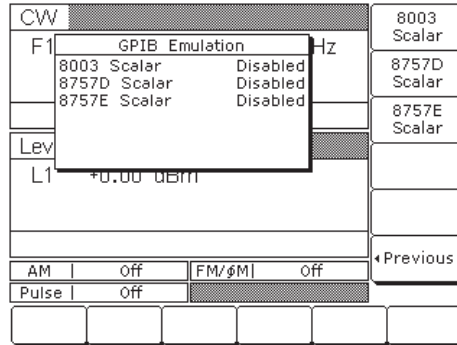 CW
F1 Hz
GPIB Emulation
8003 Scalar Disabled
8757D Scalar Disabled
8757E Scalar Disabled
Lev
L1 +0.00 dBm
AM Off FM/ϕM Off
Pulse Off
8003
Scalar
8757D
Scalar
8757E
Scalar
Previous